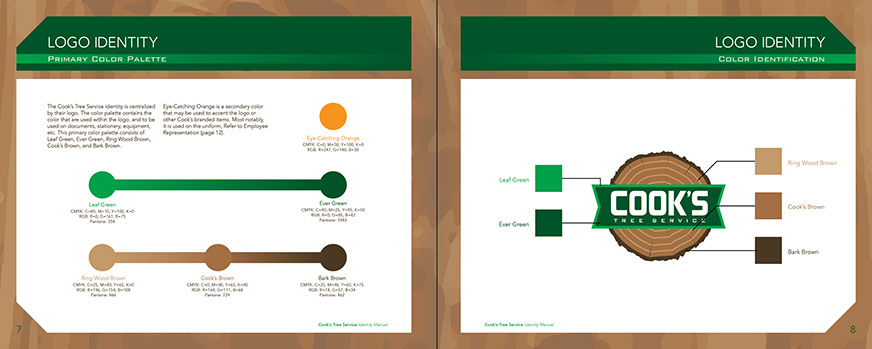 LOGO IDENTITY
PRIMARY COLOR PALETTE
The Cook's Tree Service identity is centralized
by their logo. The color palette contains the
color that are used within the logo, and to be
used on documents, stationery, equipment,
etc. This primary color palette consists of
Leaf Green, Ever Green, Ring Wood Brown,
Cook's Brown, and Bark Brown.
Eye-Catching Orange is a secondary color
that may be used to accent the logo or
other Cook's branded items. Most notably,
it is used on the uniform; Refer to Employee
Representation (page 12).
Eye-Catching Orange
CMYK: C=0, M=50, Y=100, K=0
RGB: R=247, G=148, B=30
Leaf Green
CMYK: C=85, M=10, Y=100, K=0
RGB: R=0, G=161, B=75
Pantone: 354
Ever Green
CMYK: C=90, M=25, Y=95, K=50
RGB: R=0, G=85, B=42
Pantone: 7483
Ring Wood Brown
CMYK: C=25, M=40, Y=65, K=0
RGB: R=196, G=154, B=108
Pantone: 466
Cook's Brown
CMYK: C=0, M=40, Y=65, K=40
RGB: R=164, G=111, B=68
Pantone: 729
Bark Brown
CMYK: C=25, M=40, Y=65, K=75
RGB: R=74, G=57, B=34
Pantone: 462
7
Cook's Tree Service Identity Manual
LOGO IDENTITY
COLOR IDENTIFICATION
Leaf Green
Ever Green
COOK'S
TREE SERVICE
Ring Wood Brown
Cook's Brown
Bark Brown
Cook's Tree Service Identity Manual
8